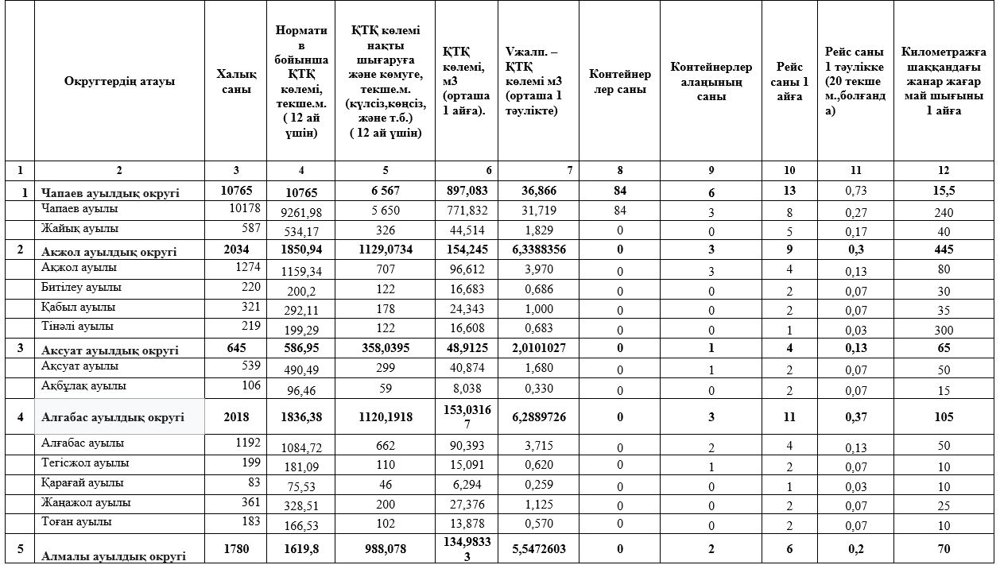 Округтердің атауы
Халық
саны
Нормати
в
бойынша
ҚТҚ
көлемі,
текше.м.
( 12 ай
үшін)
ҚТҚ көлемі
нақты
шығаруға
және көмуге,
текше.м.
(күлсіз,көңсіз,
және т.б.)
( 12 ай үшін)
ҚТҚ
көлемі,
м3
(орташа
1 айға).
Vжалп. –
ҚТҚ
көлемі м3
(орташа 1
тәулікте)
Контейнер
лер саны
Контейнерлер
алаңының
саны
Рейс
саны 1
айға
Рейс саны
1 тәулікке
(20 текше
м.,болғанд
а)
Километражға
шаққандағы
жанар жағар
май шығыны
1 айға
1 2 3 4 5 6 7 8 9 10 11 12
1 Чапаев ауылдық округі 10765 10765 6 567 897,083 36,866 84 6 13 0,73 15,5
Чапаев ауылы 10178 9261,98 5 650 771,832 31,719 84 3 8 0,27 240
Жайық ауылы 587 534,17 326 44,514 1,829 0 0 5 0,17 40
2 Ақжол ауылдық округі 2034 1850,94 1129,0734 154,245 6,3388356 0 3 9 0,3 445
Ақжол ауылы 1274 1159,34 707 96,612 3,970 0 3 4 0,13 80
Битілеу ауылы 220 200,2 122 16,683 0,686 0 0 2 0,07 30
Қабыл ауылы 321 292,11 178 24,343 1,000 0 0 2 0,07 35
Тінәлі ауылы 219 199,29 122 16,608 0,683 0 0 1 0,03 300
3 Ақсуат ауылдық округі 645 586,95 358,0395 48,9125 2,0101027 0 1 4 0,13 65
Ақсуат ауылы 539 490,49 299 40,874 1,680 0 1 2 0,07 50
Ақбұлақ ауылы 106 96,46 59 8,038 0,330 0 0 2 0,07 15
4 Алғабас ауылдық округі 2018 1836,38 1120,1918 153,0316
7 6,2889726 0 3 11 0,37 105
Алғабас ауылы 1192 1084,72 662 90,393 3,715 0 2 4 0,13 50
Тегісжол ауылы 199 181,09 110 15,091 0,620 0 1 2 0,07 10
Қарағай ауылы 83 75,53 46 6,294 0,259 0 0 1 0,03 10
Жаңажол ауылы 361 328,51 200 27,376 1,125 0 0 2 0,07 25
Тоған ауылы 183 166,53 102 13,878 0,570 0 0 2 0,07 10
5 Алмалы ауылдық округі 1780 1619,8 988,078 134,9833
3 5,5472603 0 2 6 0,2 70